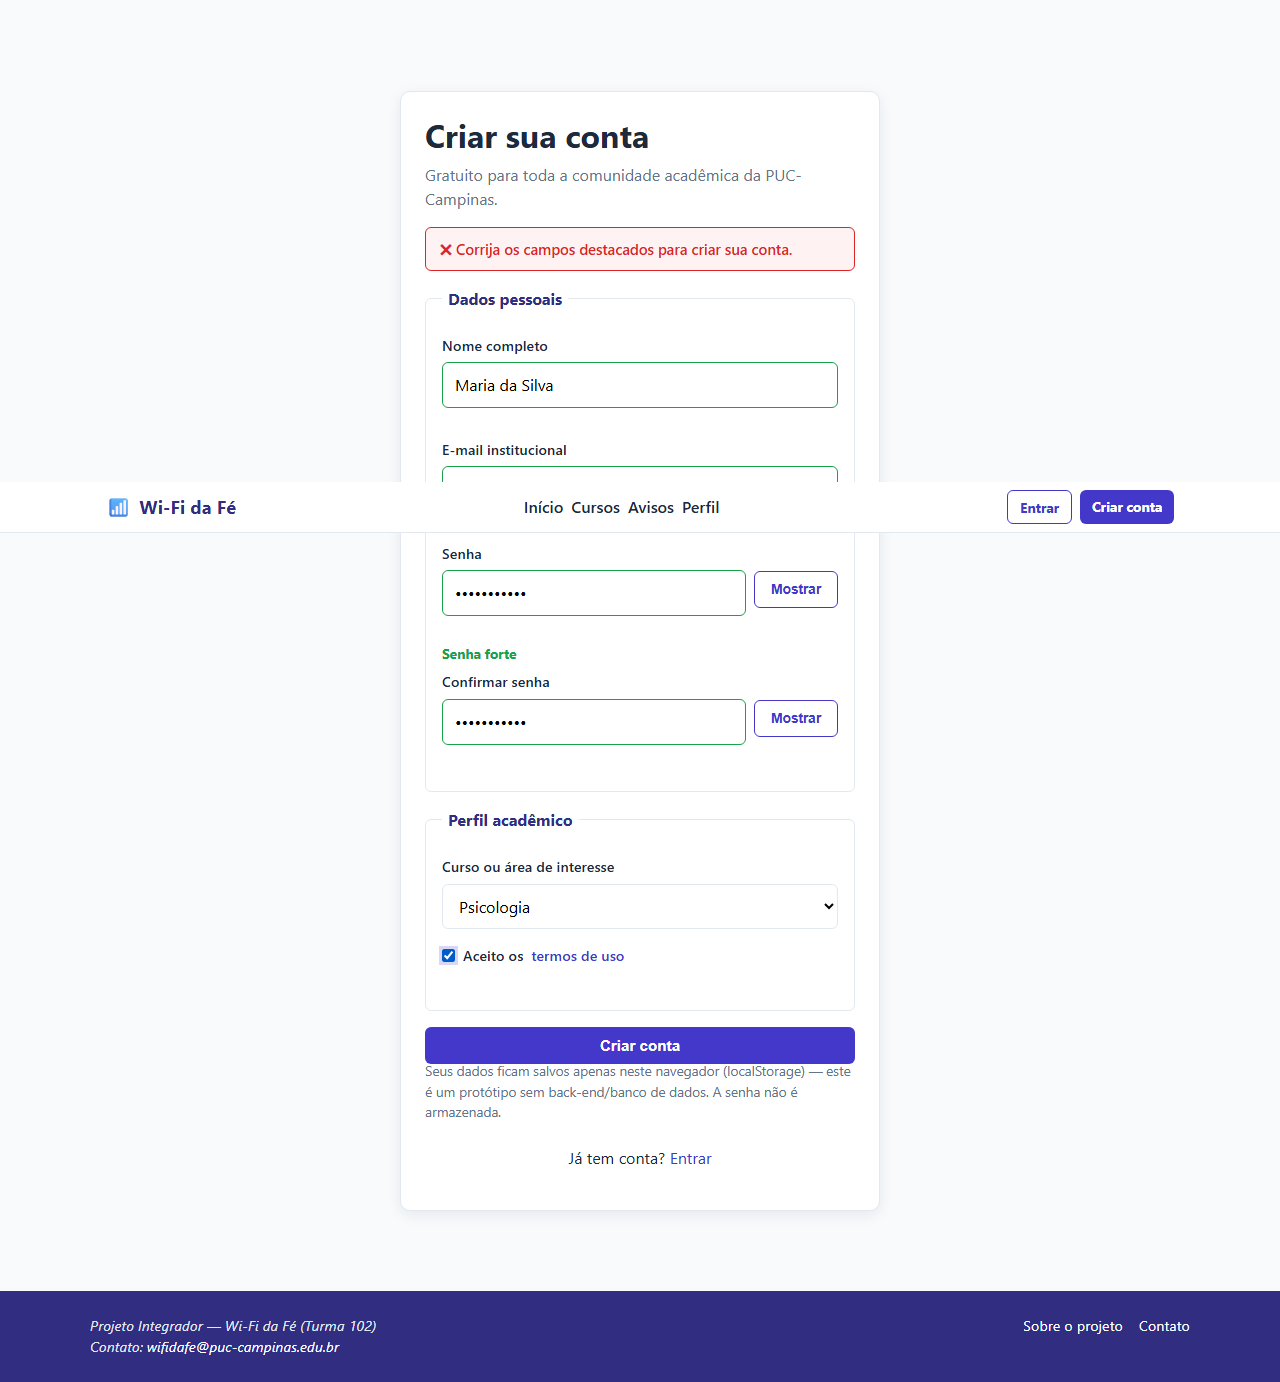 Criar sua conta
Gratuito para toda a comunidade acadêmica da PUC-
Campinas.
❌ Corrija os campos destacados para criar sua conta.
Dados pessoais
Nome completo
Maria da Silva
E-mail institucional
Wi-Fi da Fé
Início Cursos Avisos Perfil
Entrar
Criar conta
Senha
•••••••••••
Mostrar
Senha forte
Confirmar senha
•••••••••••
Mostrar
Perfil acadêmico
Curso ou área de interesse
Psicologia
Aceito os termos de uso
Criar conta
Seus dados ficam salvos apenas neste navegador (localStorage) — este
é um protótipo sem back-end/banco de dados. A senha não é
armazenada.
Já tem conta? Entrar
Projeto Integrador — Wi-Fi da Fé (Turma 102)
Contato: wifidafe@puc-campinas.edu.br
Sobre o projeto Contato